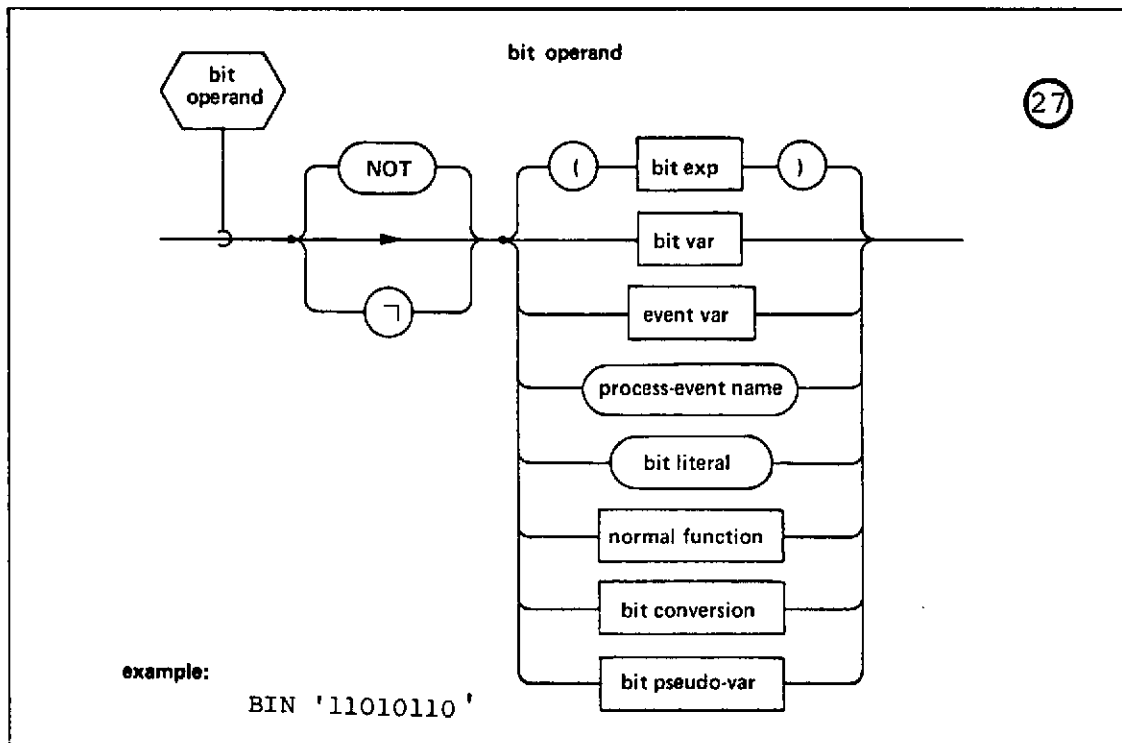 bit operand
bit
operand
27
NOT
¬
( bit exp )
bit var
event var
process-event name
bit literal
normal function
bit conversion
bit pseudo-var
example:
BIN '11010110'